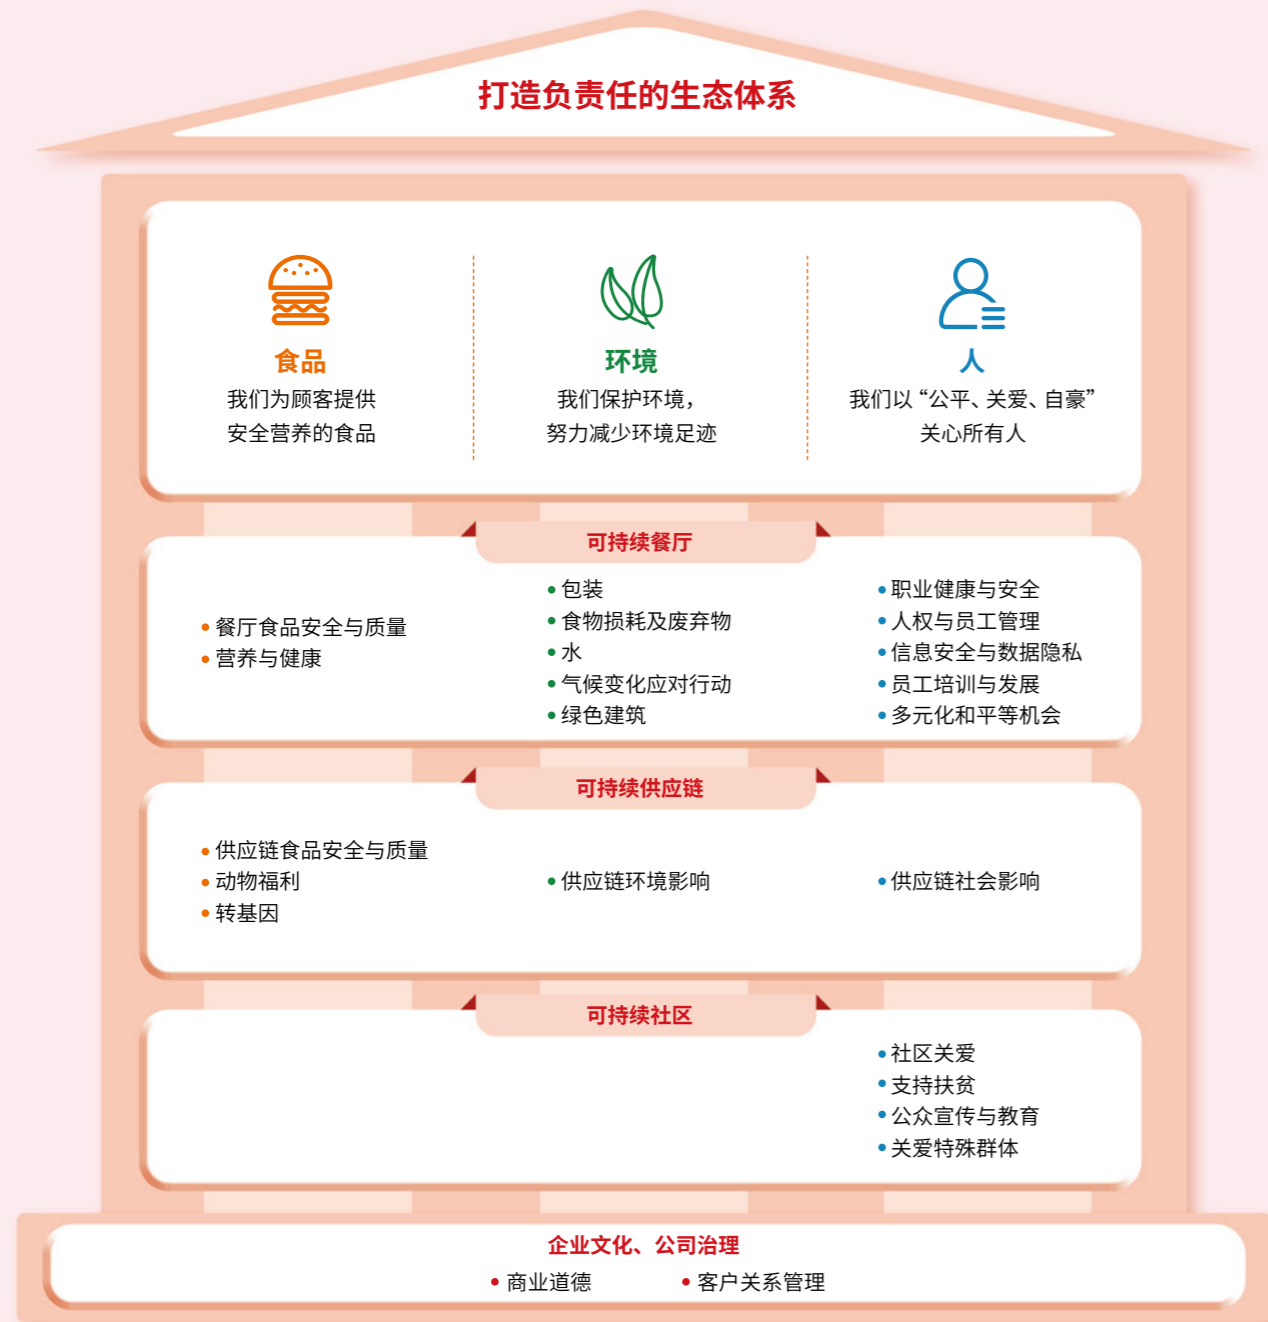 打造负责任的生态体系
食品
我们为顾客提供
安全营养的食品
环境
我们保护环境，
努力减少环境足迹
人
我们以“公平、关爱、自豪”
关心所有人
可持续餐厅
• 餐厅食品安全与质量
• 营养与健康
• 包装
• 食物损耗及废弃物
• 水
• 气候变化应对行动
• 绿色建筑
• 职业健康与安全
• 人权与员工管理
• 信息安全与数据隐私
• 员工培训与发展
• 多元化和平等机会
可持续供应链
• 供应链食品安全与质量
• 动物福利
• 转基因
• 供应链环境影响
• 供应链社会影响
可持续社区
• 社区关爱
• 支持扶贫
• 公众宣传与教育
• 关爱特殊群体
企业文化、公司治理
• 商业道德
• 客户关系管理